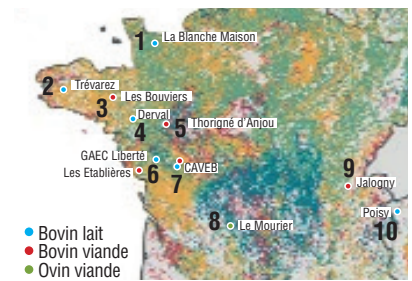 1 La Blanche Maison
2 Trévarez
3 Les Bouviers
4 Derval
5 Thorigné d'Anjou
GAEC Liberté
Les Etablières
6
7 CAVEB
8 Le Mourier
9 Jalogny
Poisy
10
Bovin lait
Bovin viande
Ovin viande